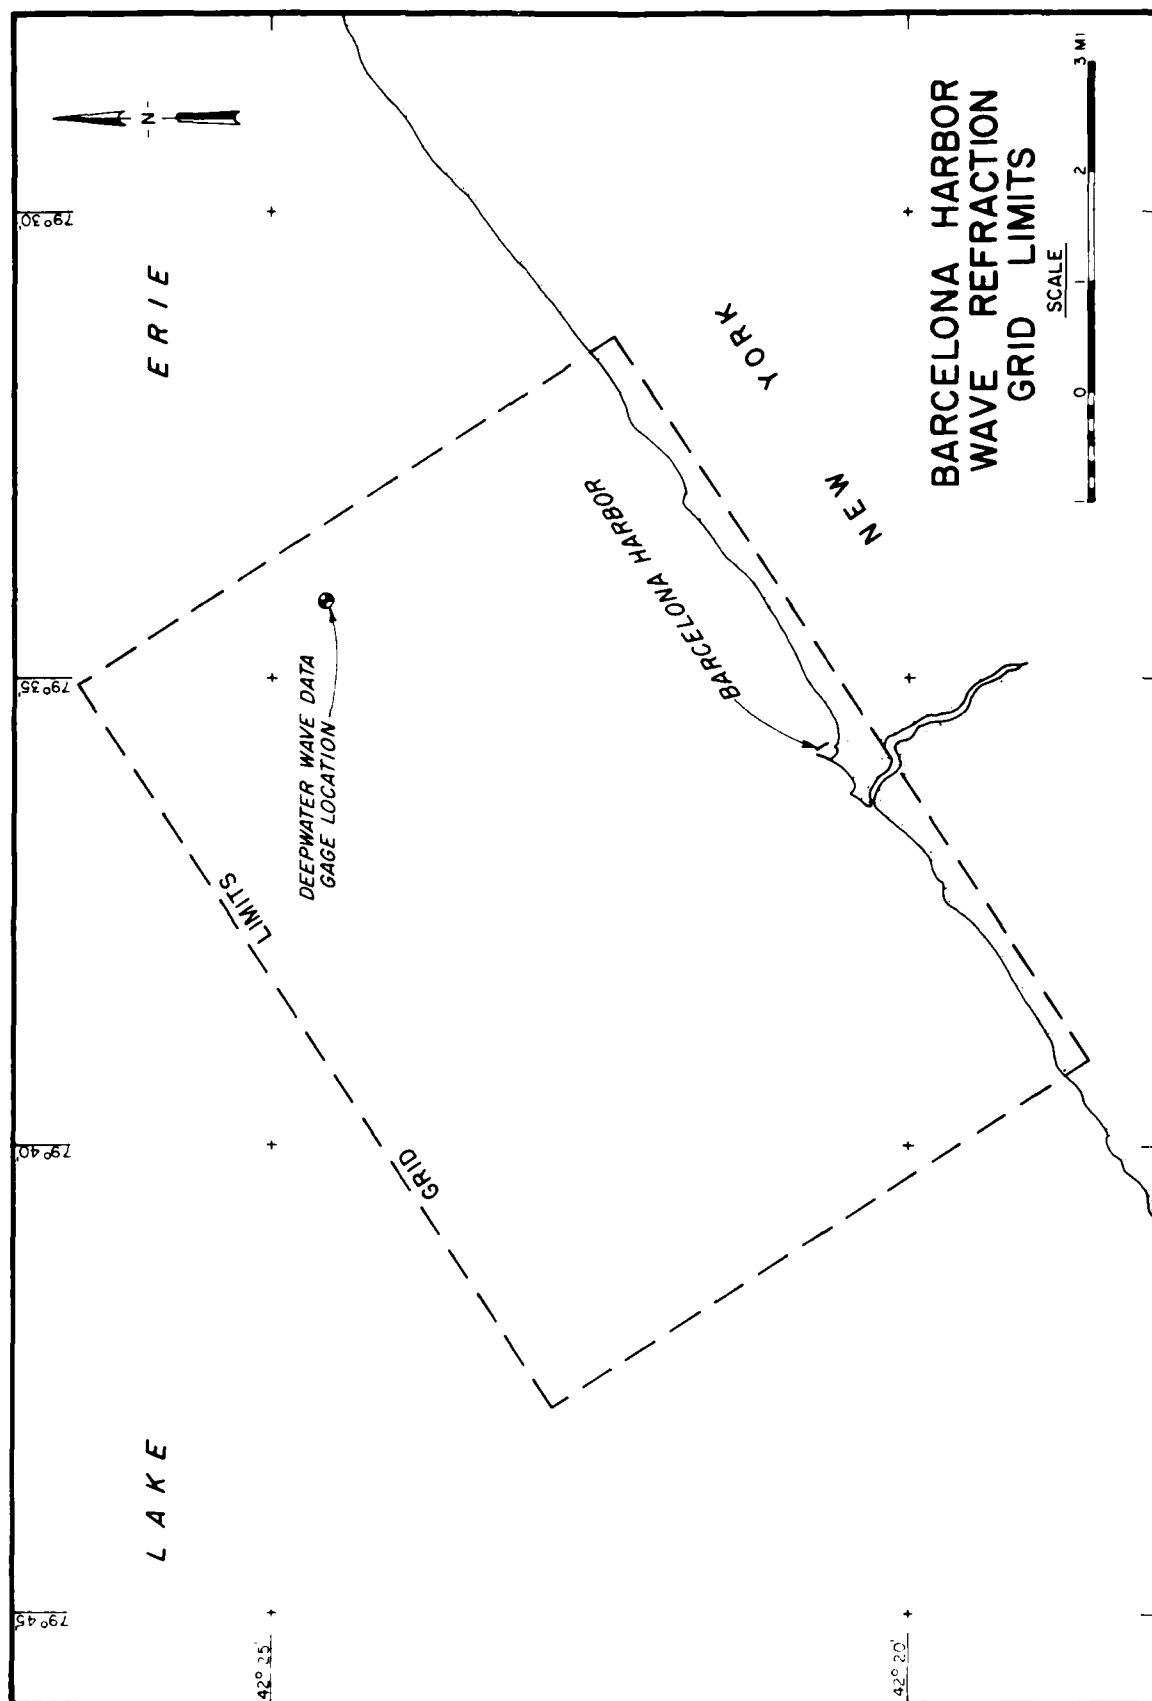 79°45'
79°40'
79°35'
79°30'
LAKE
ERIE
-N-
42° 25'
42° 20'
GRID
LIMITS
DEEPWATER WAVE DATA
GAGE LOCATION
BARCELONA HARBOR
NEW
YORK
BARCELONA HARBOR
WAVE REFRACTION
GRID LIMITS
SCALE
1 0 1 2 3 MI